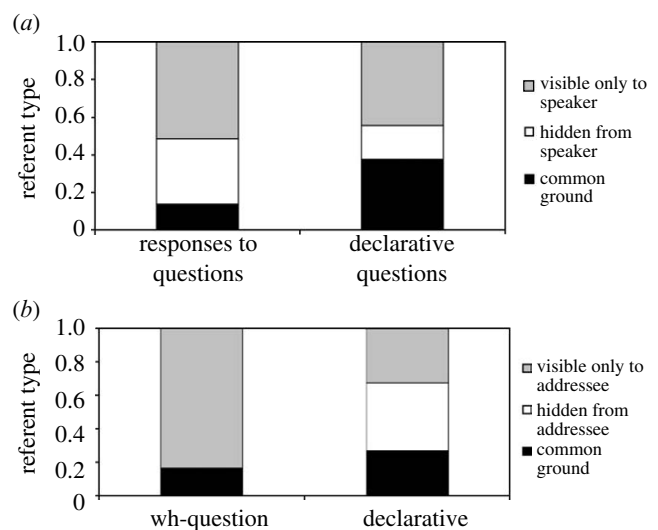 (a)
1.0
0.8
0.6
0.4
0.2
0
referent type
responses to
questions
declarative
questions
visible only to
speaker
hidden from
speaker
common
ground
(b)
1.0
0.8
0.6
0.4
0.2
0
referent type
wh-question
declarative
visible only to
addressee
hidden from
addressee
common
ground